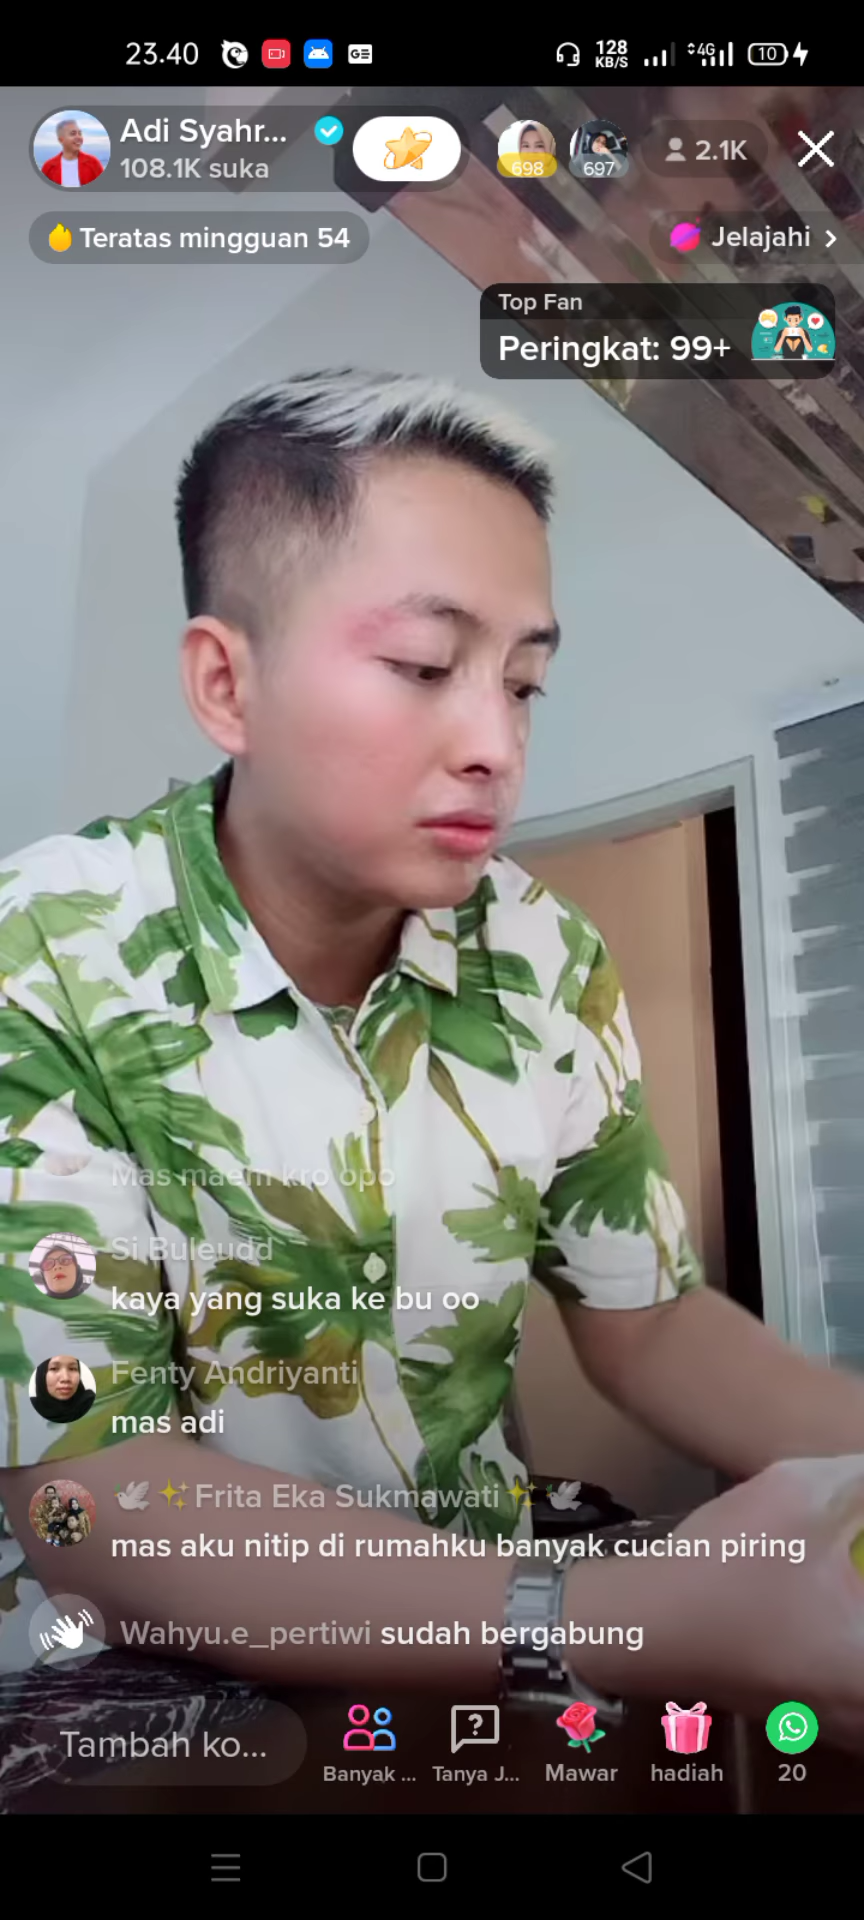 23.40
128
KB/S
4G
10
Adi Syahr...
108.1K suka
698
697
2.1K
Teratas mingguan 54
Jelajahi
Top Fan
Peringkat: 99+
Mas maem kro opo
Si Buleudd
kaya yang suka ke bu oo
Fenty Andriyanti
mas adi
🕊✨Frita Eka Sukmawati✨🕊
mas aku nitip di rumahku banyak cucian piring
Wahyu.e_pertiwi sudah bergabung
Tambah ko...
Banyak ...
Tanya J...
Mawar
hadiah
20